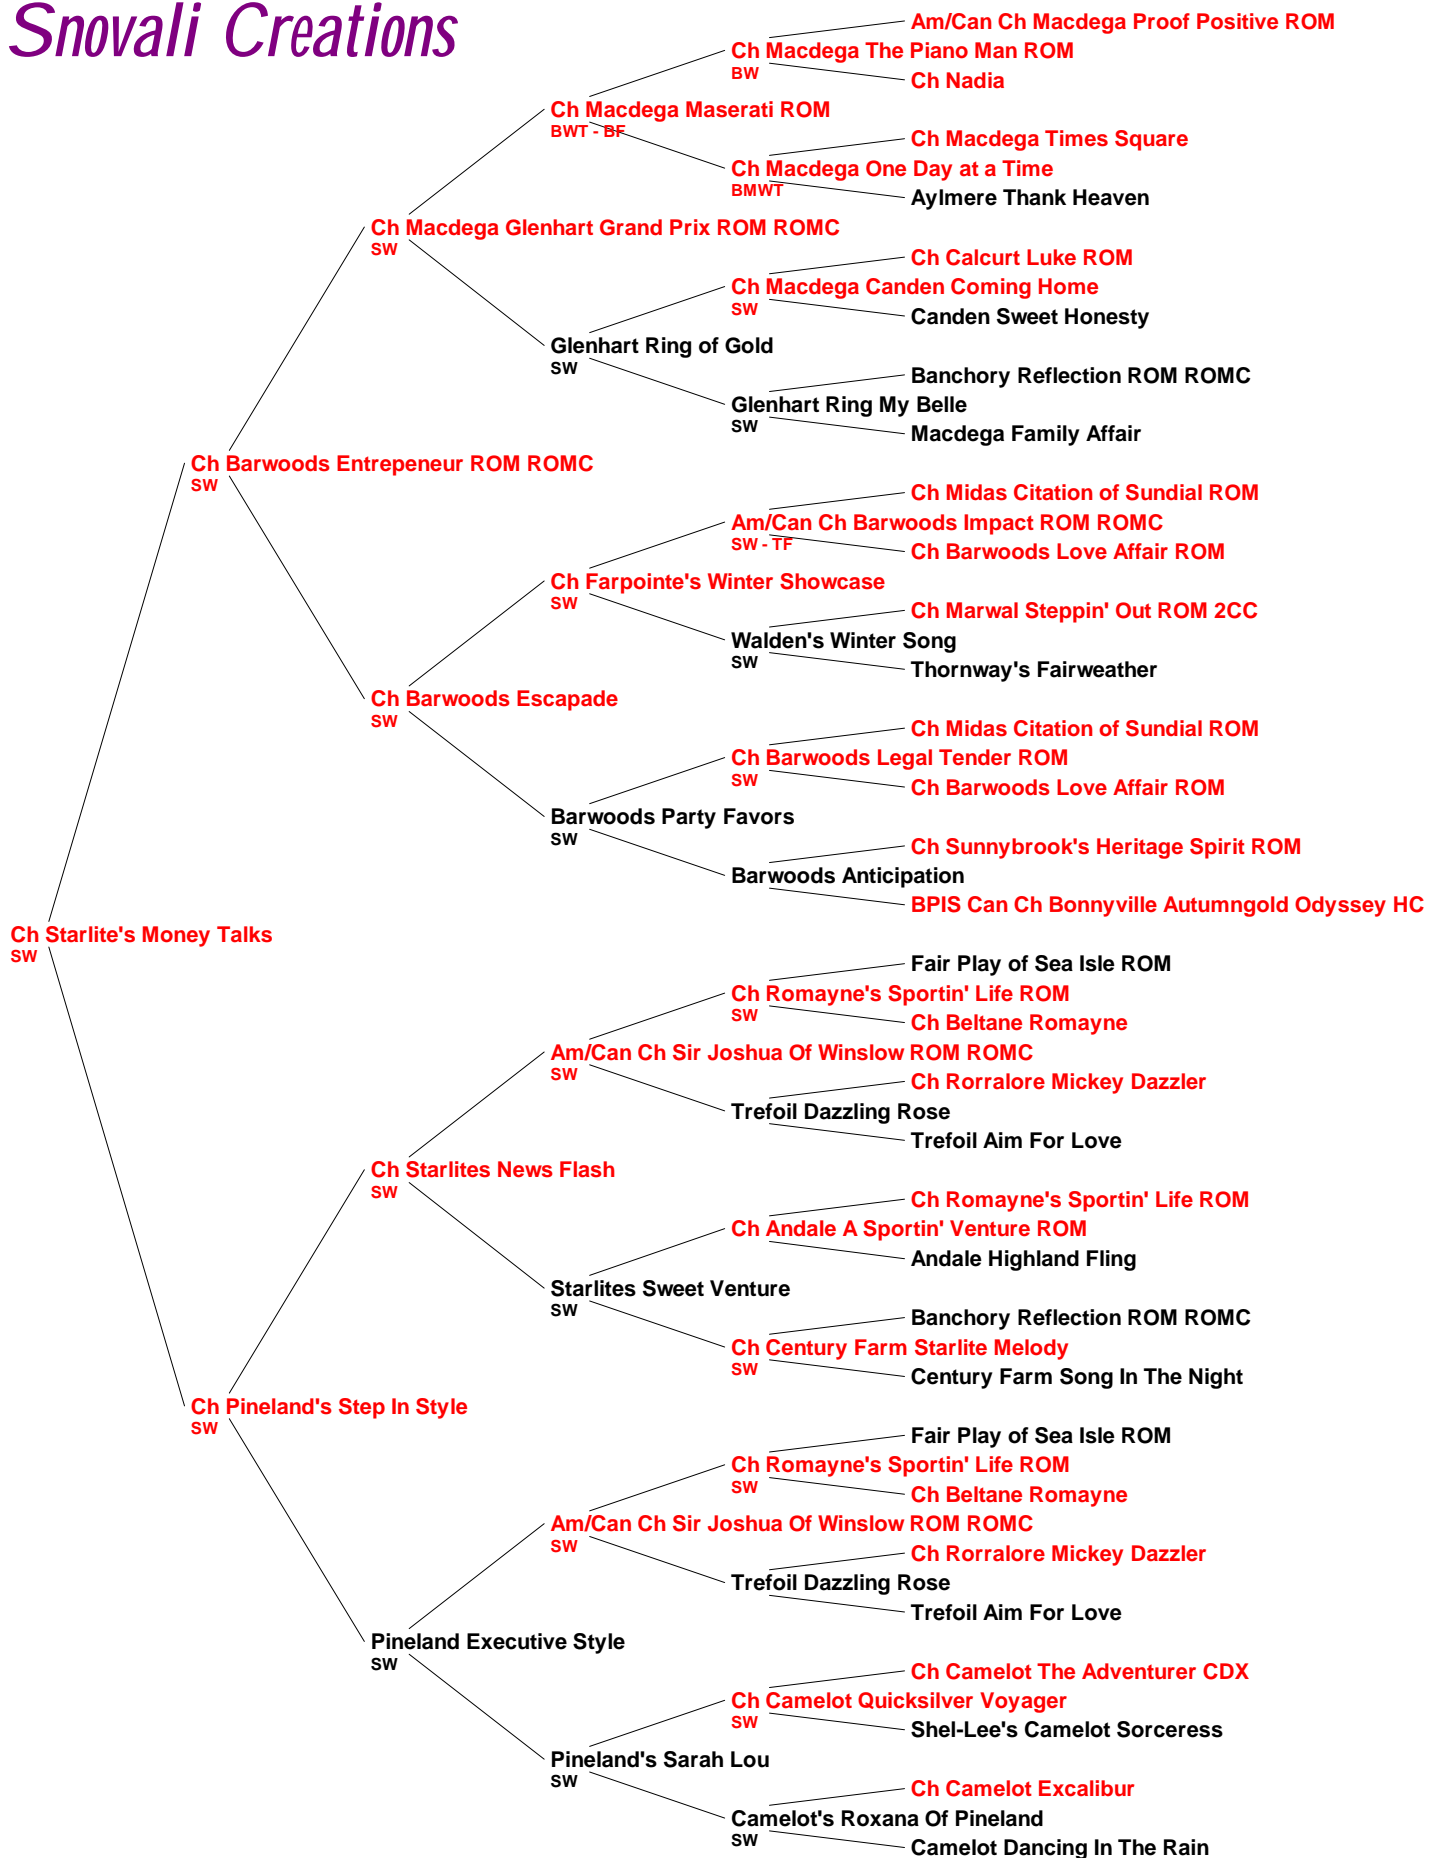 Snovali Creations
Am/Can Ch Macdega Proof Positive ROM
Ch Macdega The Piano Man ROM
BW
Ch Nadia
Ch Macdega Maserati ROM
BWT - BF
Ch Macdega Times Square
Ch Macdega One Day at a Time
BMWT
Aylmere Thank Heaven
Ch Macdega Glenhart Grand Prix ROM ROMC
SW
Ch Calcurt Luke ROM
Ch Macdega Canden Coming Home
SW
Canden Sweet Honesty
Glenhart Ring of Gold
SW
Banchory Reflection ROM ROMC
Glenhart Ring My Belle
SW
Macdega Family Affair
Ch Barwoods Entrepeneur ROM ROMC
SW
Ch Midas Citation of Sundial ROM
Am/Can Ch Barwoods Impact ROM ROMC
SW - TF
Ch Barwoods Love Affair ROM
Ch Farpointe's Winter Showcase
SW
Ch Marwal Steppin' Out ROM 2CC
Walden's Winter Song
SW
Thornway's Fairweather
Ch Barwoods Escapade
SW
Ch Midas Citation of Sundial ROM
Ch Barwoods Legal Tender ROM
SW
Ch Barwoods Love Affair ROM
Barwoods Party Favors
SW
Ch Sunnybrook's Heritage Spirit ROM
Barwoods Anticipation
BPIS Can Ch Bonnyville Autumngold Odyssey HC
Ch Starlite's Money Talks
SW
Fair Play of Sea Isle ROM
Ch Romayne's Sportin' Life ROM
SW
Ch Beltane Romayne
Am/Can Ch Sir Joshua Of Winslow ROM ROMC
SW
Ch Rorralore Mickey Dazzler
Trefoil Dazzling Rose
Trefoil Aim For Love
Ch Starlites News Flash
SW
Ch Romayne's Sportin' Life ROM
Ch Andale A Sportin' Venture ROM
Andale Highland Fling
Starlites Sweet Venture
SW
Banchory Reflection ROM ROMC
Ch Century Farm Starlite Melody
SW
Century Farm Song In The Night
Ch Pineland's Step In Style
SW
Fair Play of Sea Isle ROM
Ch Romayne's Sportin' Life ROM
SW
Ch Beltane Romayne
Am/Can Ch Sir Joshua Of Winslow ROM ROMC
SW
Ch Rorralore Mickey Dazzler
Trefoil Dazzling Rose
Trefoil Aim For Love
Pineland Executive Style
SW
Ch Camelot The Adventurer CDX
Ch Camelot Quicksilver Voyager
SW
Shel-Lee's Camelot Sorceress
Pineland's Sarah Lou
SW
Ch Camelot Excalibur
Camelot's Roxana Of Pineland
SW
Camelot Dancing In The Rain